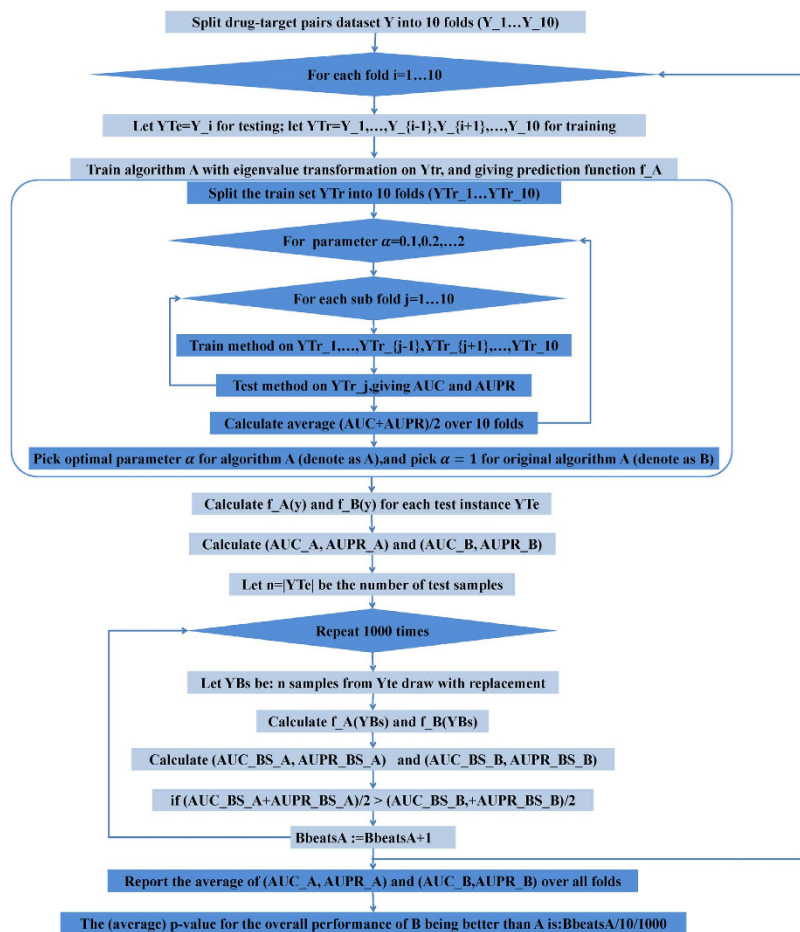 Split drug-target pairs dataset Y into 10 folds (Y_1…Y_10)
For each fold i=1…10
Let YTe=Y_i for testing; let YTr=Y_1,…,Y_{i-1},Y_{i+1},…,Y_10 for training
Train algorithm A with eigenvalue transformation on Ytr, and giving prediction function f_A
Split the train set YTr into 10 folds (YTr_1…YTr_10)
For parameter α=0.1,0.2,…2
For each sub fold j=1…10
Train method on YTr_1,…,YTr_{j-1},YTr_{j+1},…,YTr_10
Test method on YTr_j,giving AUC and AUPR
Calculate average (AUC+AUPR)/2 over 10 folds
Pick optimal parameter α for algorithm A (denote as A),and pick α = 1 for original algorithm A (denote as B)
Calculate f_A(y) and f_B(y) for each test instance YTe
Calculate (AUC_A, AUPR_A) and (AUC_B, AUPR_B)
Let n=|YTe| be the number of test samples
Repeat 1000 times
Let YBs be: n samples from Yte draw with replacement
Calculate f_A(YBs) and f_B(YBs)
Calculate (AUC_BS_A, AUPR_BS_A) and (AUC_BS_B, AUPR_BS_B)
if (AUC_BS_A+AUPR_BS_A)/2 > (AUC_BS_B,+AUPR_BS_B)/2
BbeatsA :=BbeatsA+1
Report the average of (AUC_A, AUPR_A) and (AUC_B,AUPR_B) over all folds
The (average) p-value for the overall performance of B being better than A is:BbeatsA/10/1000